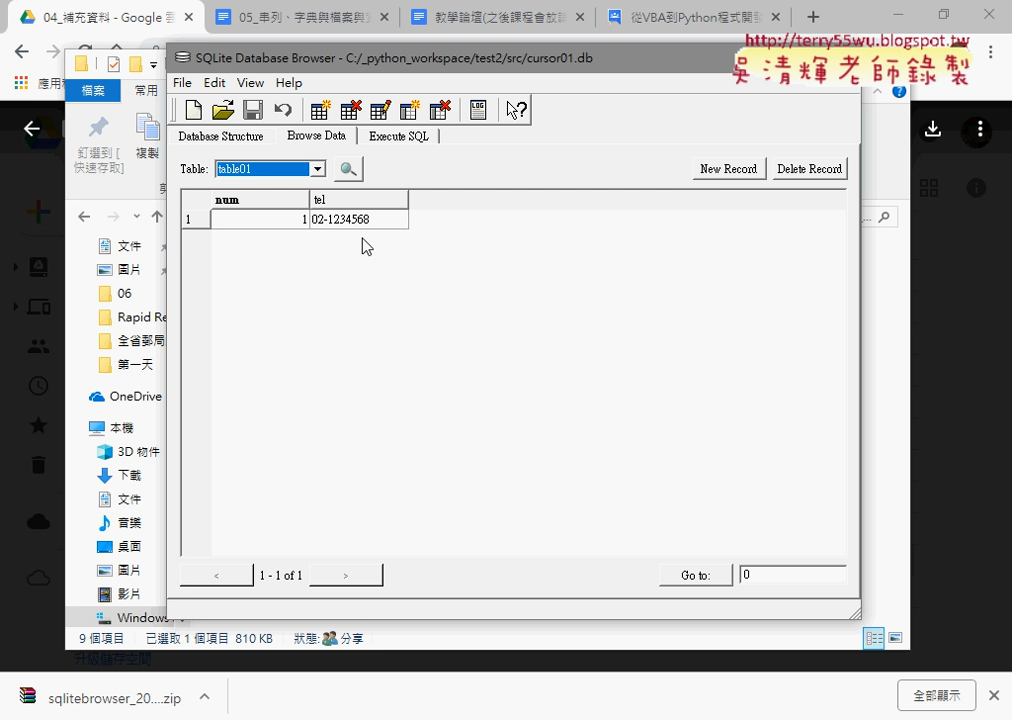 04_補充資料 - Google 雲
05_串列、字典與檔案與資
教學論壇(之後課程會放錄
從VBA到Python程式開發
http://terry55wu.blogspot.tw
吳清輝老師錄製
應用
檔案
常用
釘選到 [
快速存取]
複製
SQLite Database Browser - C:/_python_workspace/test2/src/cursor01.db
File Edit View Help
LOG
Database Structure Browse Data Execute SQL
Table: table01
New Record Delete Record
num tel
1 1 02-1234568
文件
圖片
06
Rapid Re
全省郵局
第一天
OneDrive
本機
3D 物件
下載
文件
音樂
桌面
圖片
影片
Windows
< 1 - 1 of 1 >
Go to: 0
9 個項目 已選取 1 個項目 810 KB 狀態: 分享
升級儲存空間
sqlitebrowser_20....zip
全部顯示